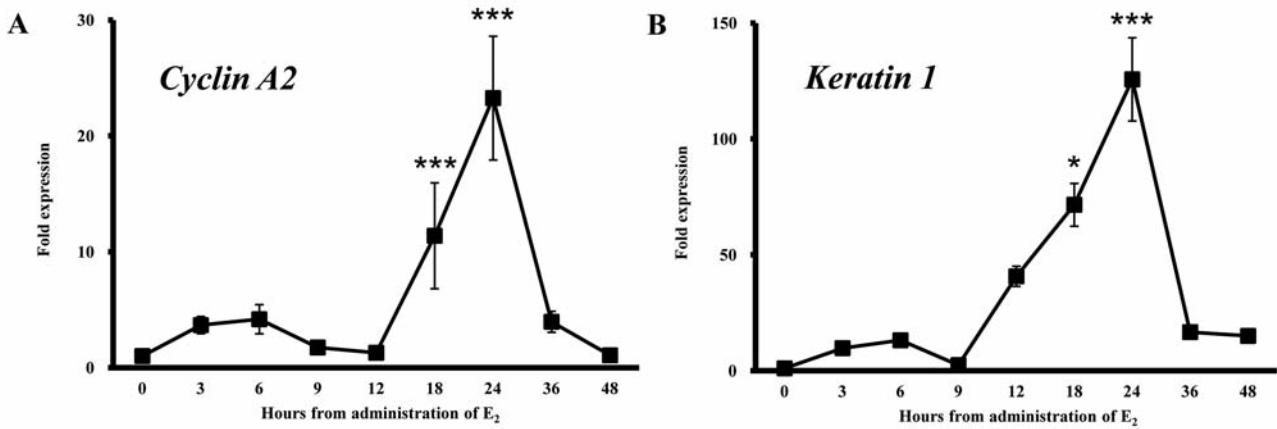 A
Cyclin A2
Fold expression
30
20
10
0
***
***
0 3 6 9 12 18 24 36 48
Hours from administration of E₂
B
Keratin 1
Fold expression
150
100
50
0
*
***
0 3 6 9 12 18 24 36 48
Hours from administration of E₂